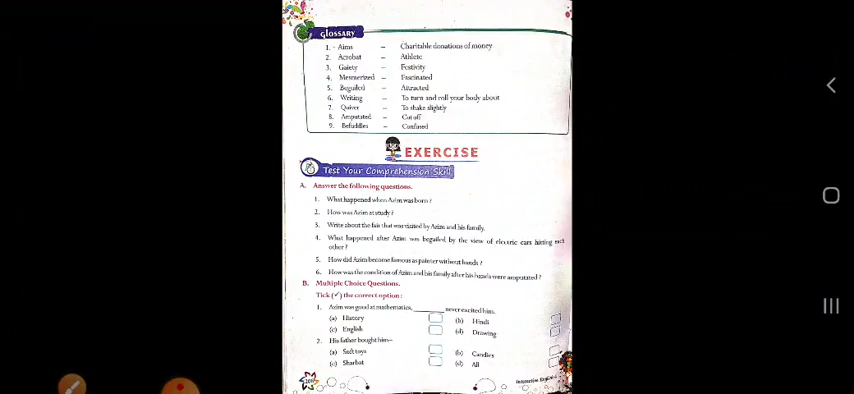 GLOSSARY
1. - Aims – Charitable donations of money
2. Acrobat – Athlete
3. Gaiety – Festivity
4. Mesmerized – Fascinated
5. Beguiled – Attracted
6. Writing – To turn and roll your body about
7. Quiver – To shake slightly
8. Amputated – Cut off
9. Befuddles – Confused
EXERCISE
Test Your Comprehension Skill
A. Answer the following questions.
1. What happened when Azim was born ?
2. How was Azim at study ?
3. Write about the fair that was visited by Azim and his family.
4. What happened after Azim was beguiled by the view of electric cars hitting each
other ?
5. How did Azim become famous as painter without hands ?
6. How was the condition of Azim and his family after his hands were amputated ?
B. Multiple Choice Questions.
Tick (✓) the correct option :
1. Azim was good at mathematics, ________ never excited him.
(a) History (b) Hindi
(c) English (d) Drawing
2. His father bought him–
(a) Soft toys (b) Candies
(c) Sharbat (d) All
Interactive English